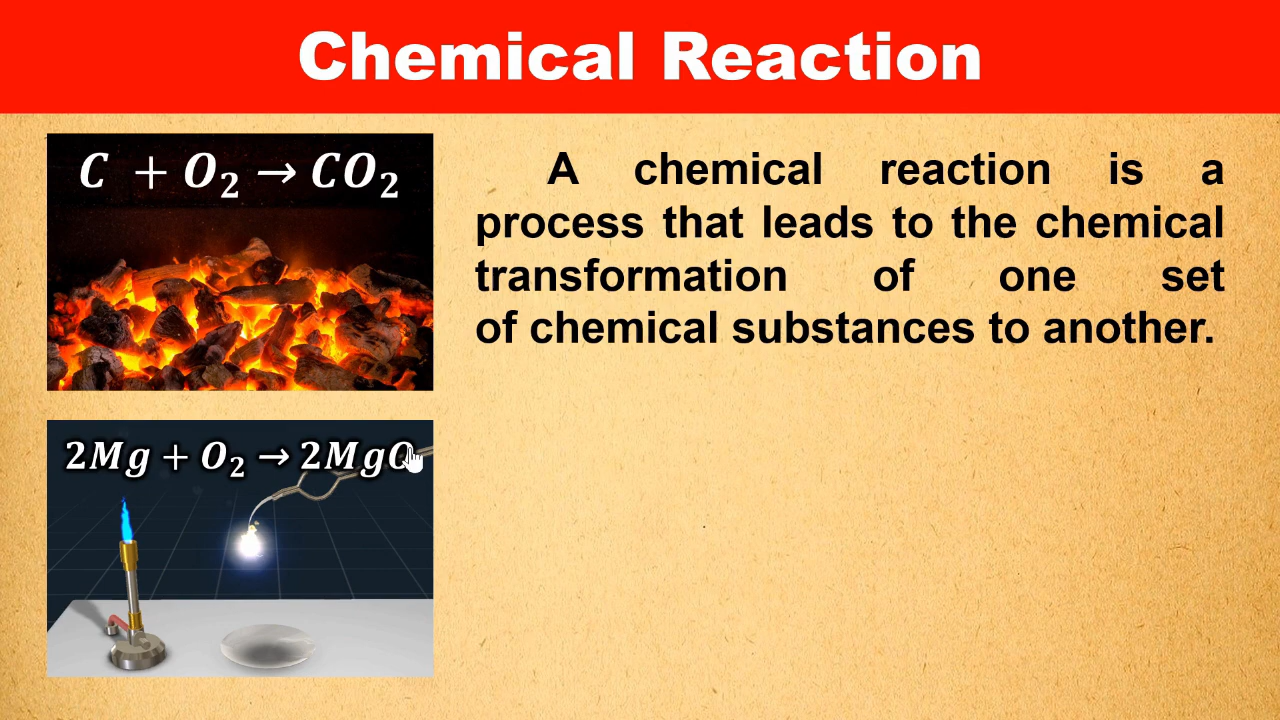 Chemical Reaction
C + O₂ → CO₂
A chemical reaction is a
process that leads to the chemical
transformation of one set
of chemical substances to another.
2Mg + O₂ → 2MgO